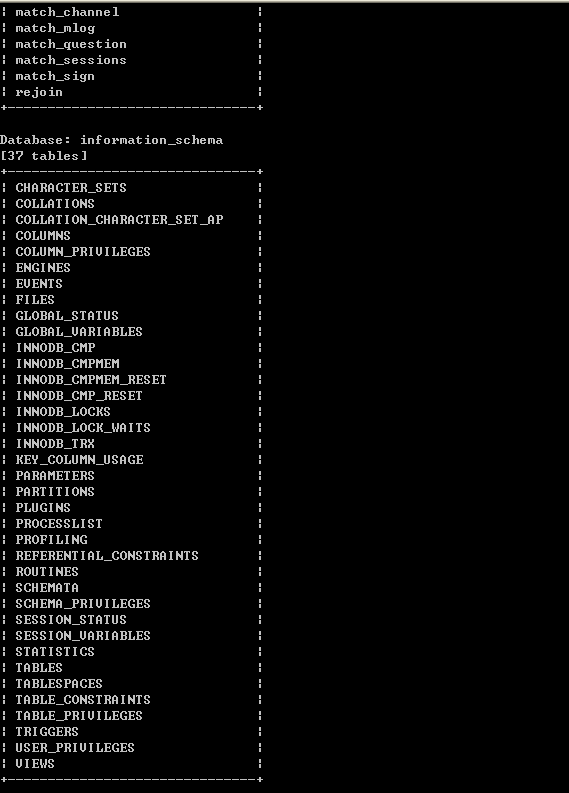 ¦ match_channel ¦
¦ match_mlog ¦
¦ match_question ¦
¦ match_sessions ¦
¦ match_sign ¦
¦ rejoin ¦
+--------------------------------+
Database: information_schema
[37 tables]
+--------------------------------+
¦ CHARACTER_SETS ¦
¦ COLLATIONS ¦
¦ COLLATION_CHARACTER_SET_AP ¦
¦ COLUMNS ¦
¦ COLUMN_PRIVILEGES ¦
¦ ENGINES ¦
¦ EVENTS ¦
¦ FILES ¦
¦ GLOBAL_STATUS ¦
¦ GLOBAL_VARIABLES ¦
¦ INNODB_CMP ¦
¦ INNODB_CMPMEM ¦
¦ INNODB_CMPMEM_RESET ¦
¦ INNODB_CMP_RESET ¦
¦ INNODB_LOCKS ¦
¦ INNODB_LOCK_WAITS ¦
¦ INNODB_TRX ¦
¦ KEY_COLUMN_USAGE ¦
¦ PARAMETERS ¦
¦ PARTITIONS ¦
¦ PLUGINS ¦
¦ PROCESSLIST ¦
¦ PROFILING ¦
¦ REFERENTIAL_CONSTRAINTS ¦
¦ ROUTINES ¦
¦ SCHEMATA ¦
¦ SCHEMA_PRIVILEGES ¦
¦ SESSION_STATUS ¦
¦ SESSION_VARIABLES ¦
¦ STATISTICS ¦
¦ TABLES ¦
¦ TABLESPACES ¦
¦ TABLE_CONSTRAINTS ¦
¦ TABLE_PRIVILEGES ¦
¦ TRIGGERS ¦
¦ USER_PRIVILEGES ¦
¦ VIEWS ¦
+--------------------------------+